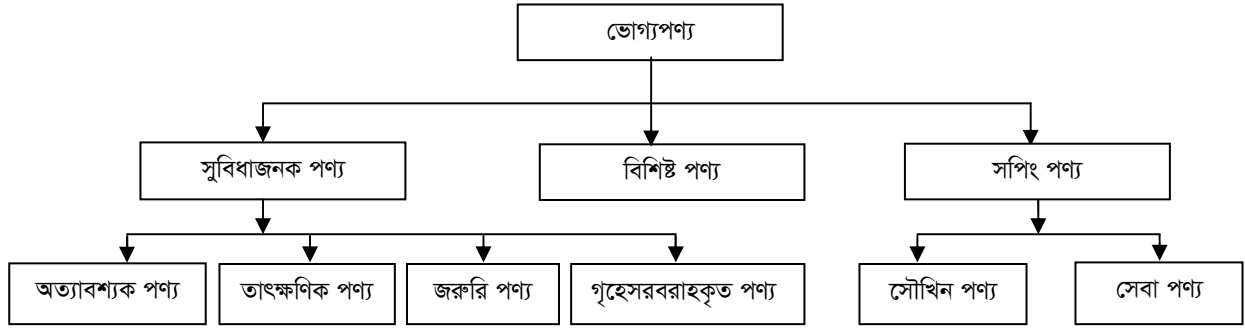 ভোগ্যপণ্য
সুবিধাজনক পণ্য
বিশিষ্ট পণ্য
সপিং পণ্য
অত্যাবশ্যক পণ্য
তাৎক্ষণিক পণ্য
জরুরি পণ্য
গৃহেসরবরাহকৃত পণ্য
সৌখিন পণ্য
সেবা পণ্য